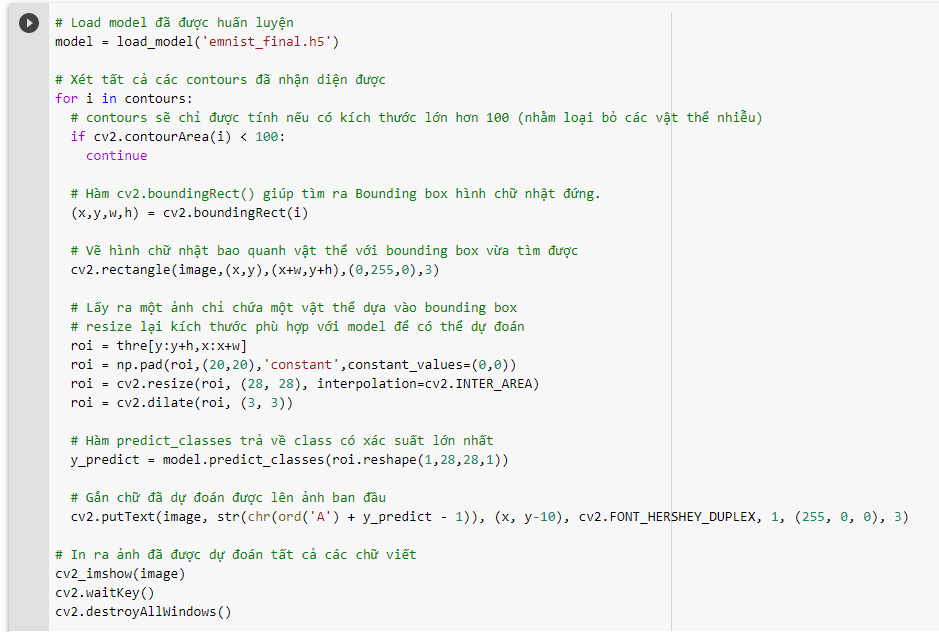 # Load model đã được huấn luyện
model = load_model('emnist_final.h5')
# Xét tất cả các contours đã nhận diện được
for i in contours:
# contours sẽ chỉ được tính nếu có kích thước lớn hơn 100 (nhằm loại bỏ các vật thể nhiễu)
if cv2.contourArea(i) < 100:
continue
# Hàm cv2.boundingRect() giúp tìm ra Bounding box hình chữ nhật đứng.
(x,y,w,h) = cv2.boundingRect(i)
# Vẽ hình chữ nhật bao quanh vật thể với bounding box vừa tìm được
cv2.rectangle(image,(x,y),(x+w,y+h),(0,255,0),3)
# Lấy ra một ảnh chỉ chứa một vật thể dựa vào bounding box
# resize lại kích thước phù hợp với model để có thể dự đoán
roi = thre[y:y+h,x:x+w]
roi = np.pad(roi,(20,20),'constant',constant_values=(0,0))
roi = cv2.resize(roi, (28, 28), interpolation=cv2.INTER_AREA)
roi = cv2.dilate(roi, (3, 3))
# Hàm predict_classes trả về class có xác suất lớn nhất
y_predict = model.predict_classes(roi.reshape(1,28,28,1))
# Gắn chữ đã dự đoán được lên ảnh ban đầu
cv2.putText(image, str(chr(ord('A') + y_predict - 1)), (x, y-10), cv2.FONT_HERSHEY_DUPLEX, 1, (255, 0, 0), 3)
# In ra ảnh đã được dự đoán tất cả các chữ viết
cv2_imshow(image)
cv2.waitKey()
cv2.destroyAllWindows()